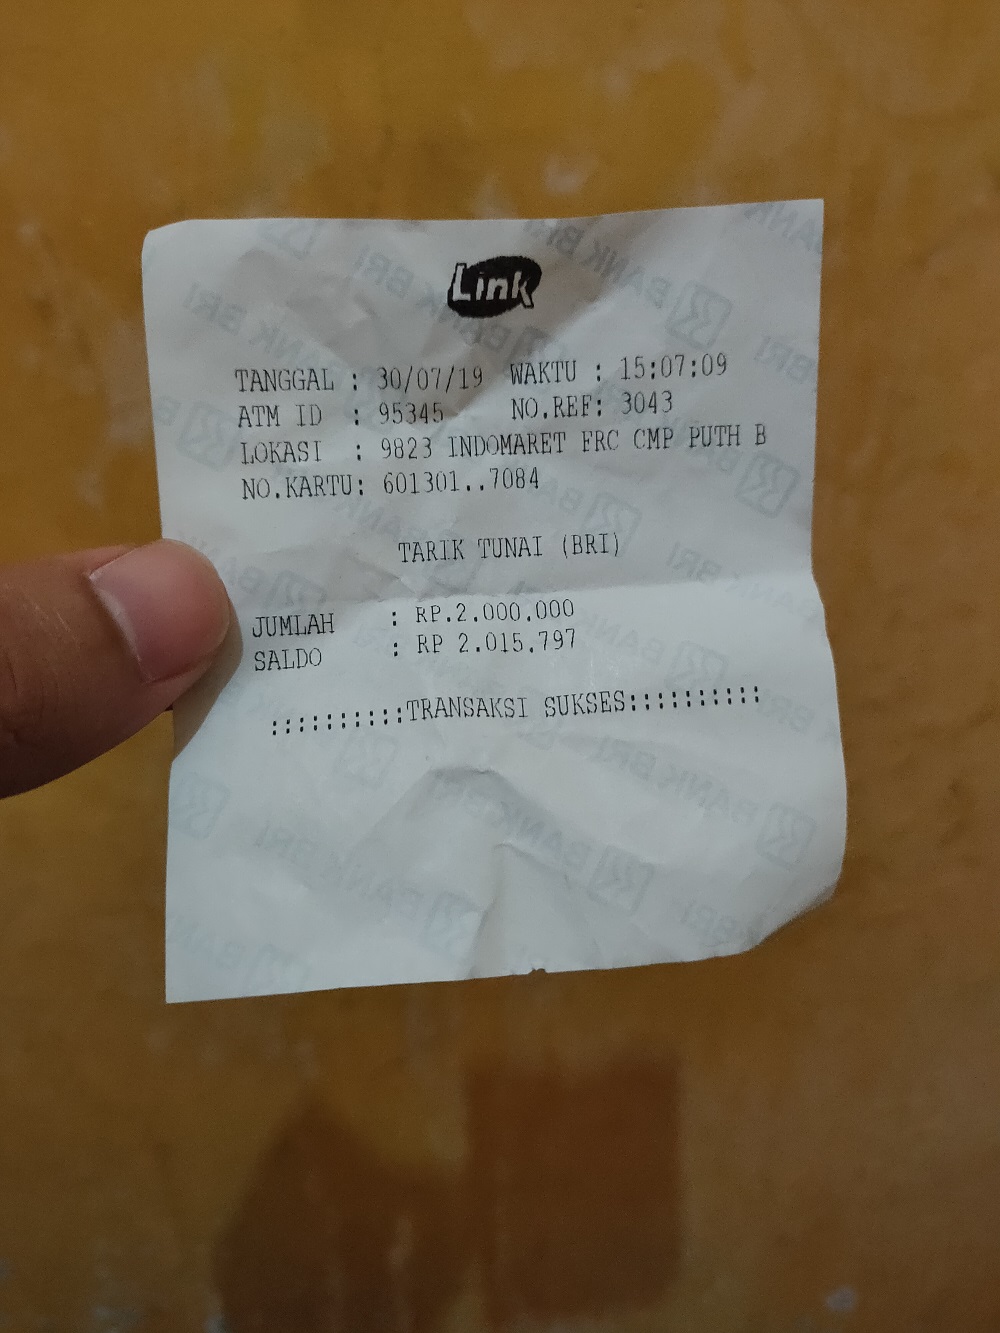 Link
TANGGAL : 30/07/19 WAKTU : 15:07:09
ATM ID : 95345 NO.REF: 3043
LOKASI : 9823 INDOMARET FRC CMP PUTH B
NO.KARTU: 601301..7084
TARIK TUNAI (BRI)
JUMLAH : RP.2.000.000
SALDO : RP 2.015.797
::::::::::TRANSAKSI SUKSES::::::::::
BANK BRI